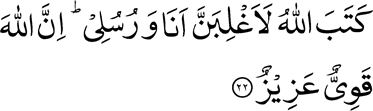 كَتَبَ اللّٰهُ لَاَغْلِبَنَّ اَنَا وَ رُسُلِیْ ؕ اِنَّ اللّٰهَ
قَوِیٌّ عَزِیْزٌ ۟۲۲